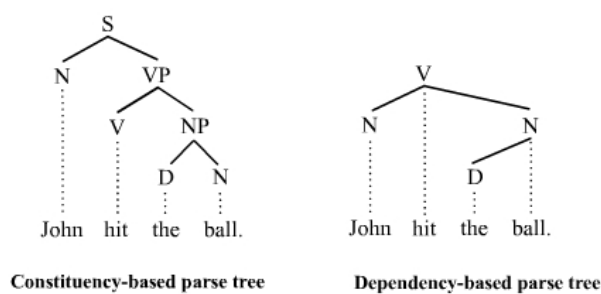 S
N VP
V
V NP N N
D N D
John hit the ball. John hit the ball.
Constituency-based parse tree Dependency-based parse tree